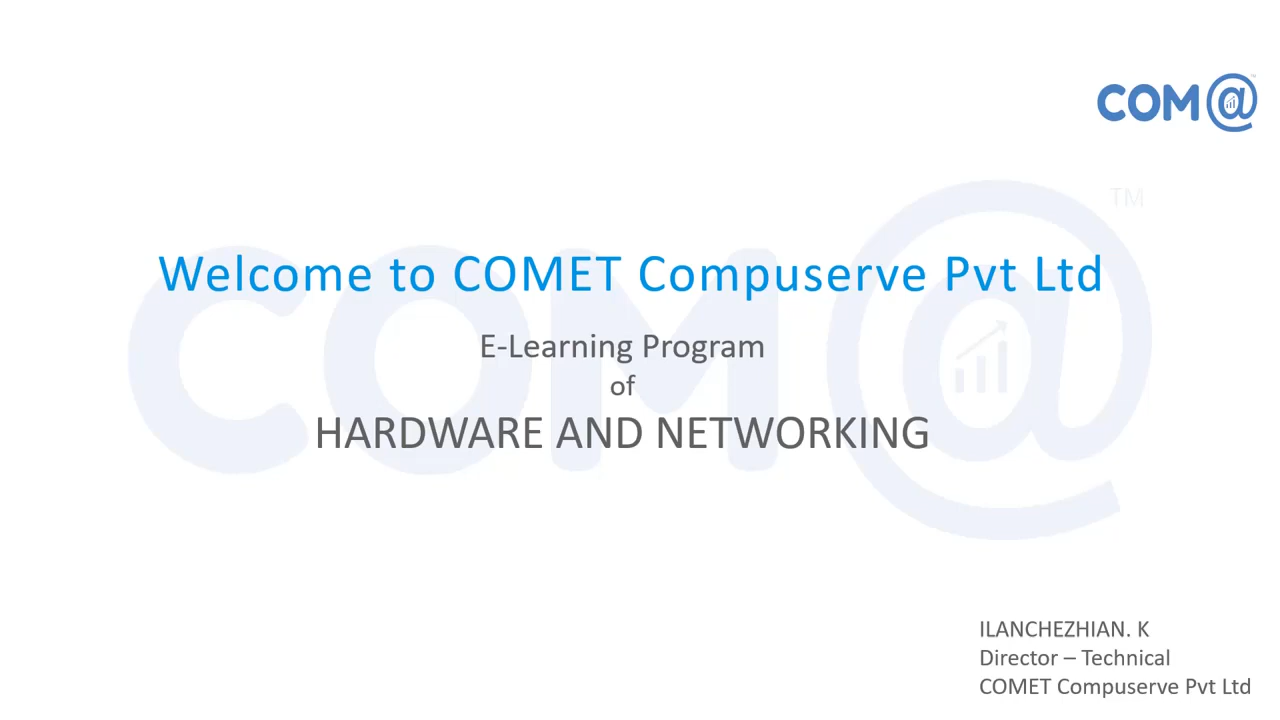 COM@
TM
Welcome to COMET Compuserve Pvt Ltd
E-Learning Program
of
HARDWARE AND NETWORKING
ILANCHEZHIAN. K
Director – Technical
COMET Compuserve Pvt Ltd